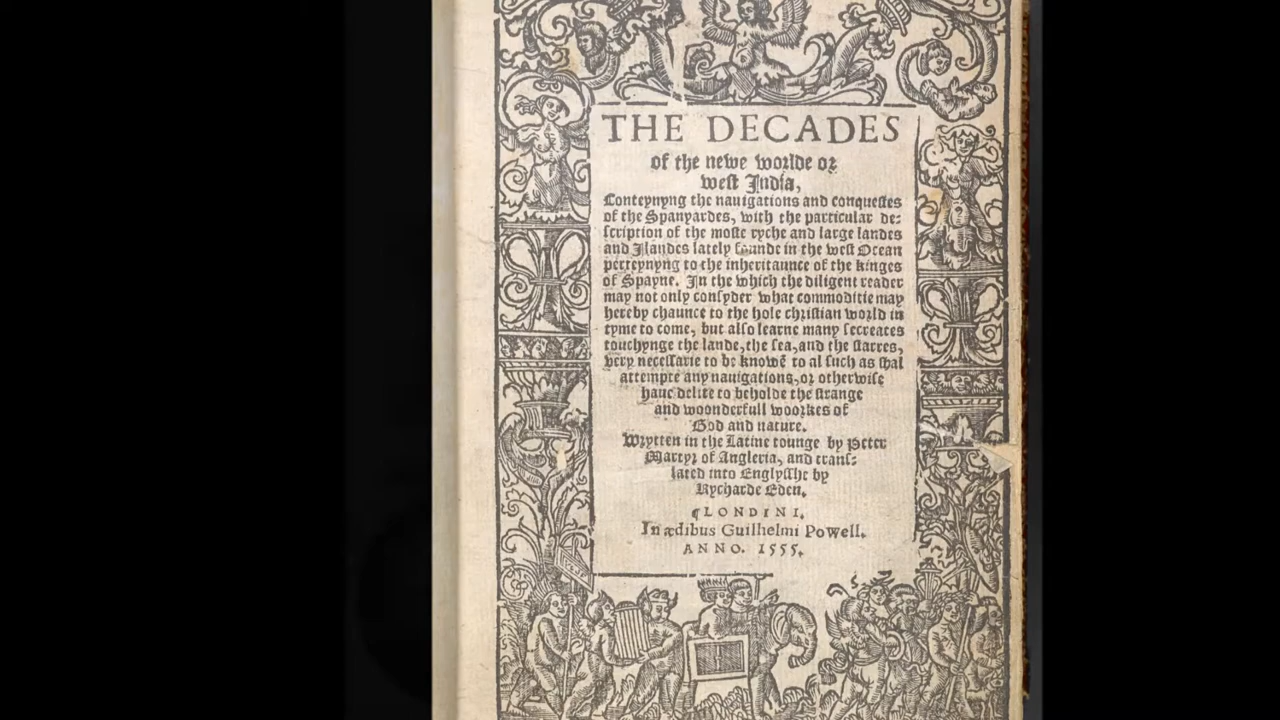 THE DECADES
of the newe worlde or
west India,
Conteynyng the nauigations and conquestes
of the Spanyardes, with the particular de-
scription of the moste ryche and large landes
and Ilandes lately founde in the west Ocean
perteynyng to the inheritaunce of the kinges
of Spayne. In the which the diligent reader
may not only consyder what commoditie may
hereby chaunce to the hole christian world in
tyme to come, but also learne many secreates
touchynge the lande, the sea, and the starres,
very necessarie to be knowē to al such as shal
attempte any nauigations, or otherwise
haue delite to beholde the strange
and woonderfull woorkes of
God and nature.
Wrytten in the Latine tounge by Peter
Martyr of Angleria, and trans-
lated into Englysshe by
Rycharde Eden.
¶LONDINI.
In ædibus Guilhelmi Powell.
ANNO. 1555.